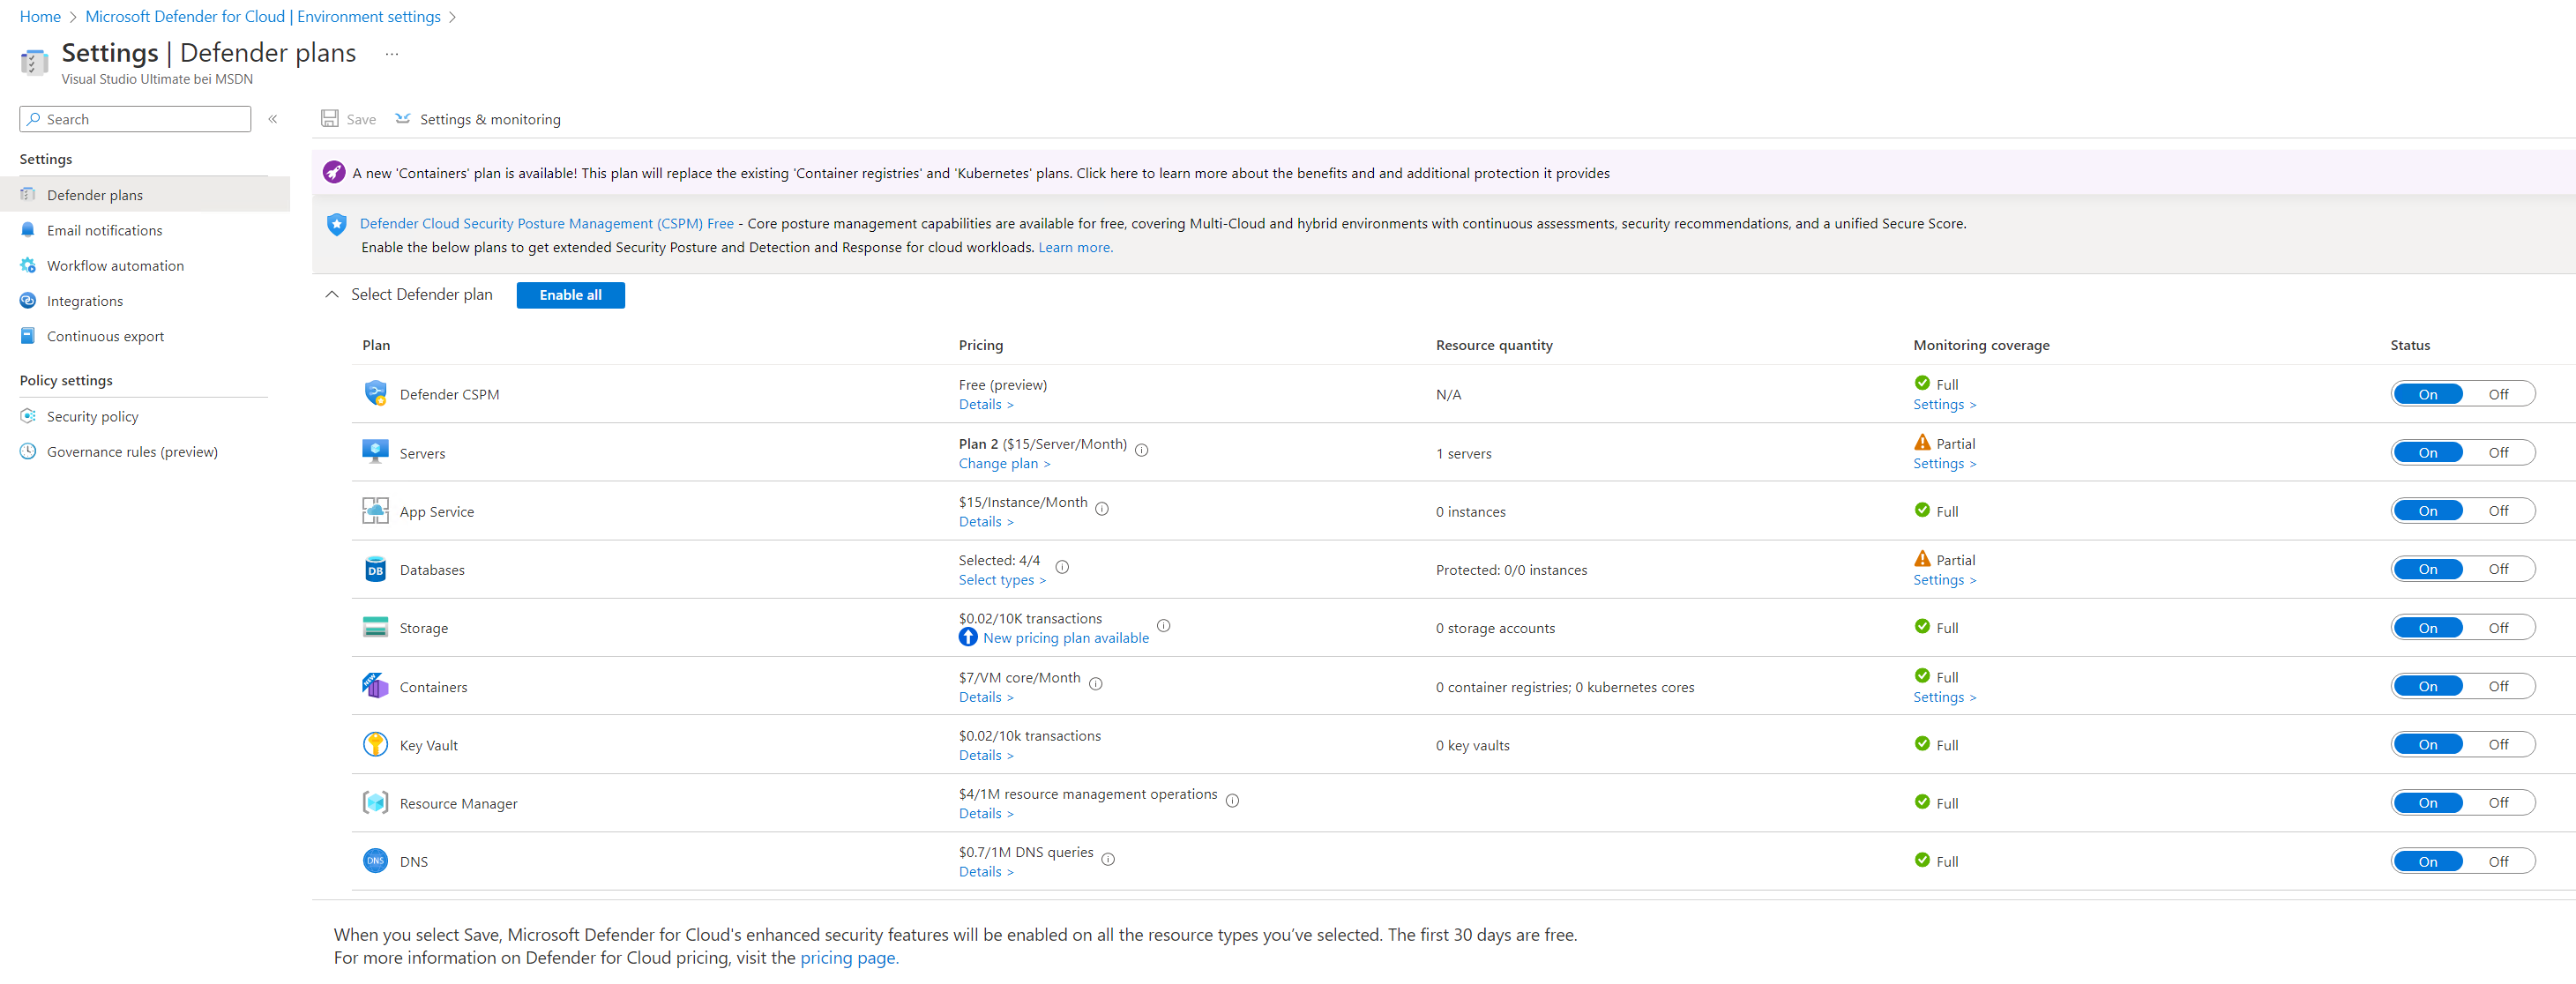 Home > Microsoft Defender for Cloud | Environment settings >
Settings | Defender plans ...
Visual Studio Ultimate bei MSDN
Search «
Save Settings & monitoring
Settings
Defender plans
Email notifications
Workflow automation
Integrations
Continuous export
Policy settings
Security policy
Governance rules (preview)
A new 'Containers' plan is available! This plan will replace the existing 'Container registries' and 'Kubernetes' plans. Click here to learn more about the benefits and and additional protection it provides
Defender Cloud Security Posture Management (CSPM) Free - Core posture management capabilities are available for free, covering Multi-Cloud and hybrid environments with continuous assessments, security recommendations, and a unified Secure Score.
Enable the below plans to get extended Security Posture and Detection and Response for cloud workloads. Learn more.
Select Defender plan Enable all
Plan Pricing Resource quantity Monitoring coverage Status
Defender CSPM Free (preview) N/A Full On Off
Details > Settings >
Servers Plan 2 ($15/Server/Month) 1 servers Partial On Off
Change plan > Settings >
App Service $15/Instance/Month 0 instances Full On Off
Details >
DB Databases Selected: 4/4 Protected: 0/0 instances Partial On Off
Select types > Settings >
Storage $0.02/10K transactions 0 storage accounts Full On Off
New pricing plan available
NEW Containers $7/VM core/Month 0 container registries; 0 kubernetes cores Full On Off
Details > Settings >
Key Vault $0.02/10k transactions 0 key vaults Full On Off
Details >
Resource Manager $4/1M resource management operations Full On Off
Details >
DNS DNS $0.7/1M DNS queries Full On Off
Details >
When you select Save, Microsoft Defender for Cloud's enhanced security features will be enabled on all the resource types you've selected. The first 30 days are free.
For more information on Defender for Cloud pricing, visit the pricing page.